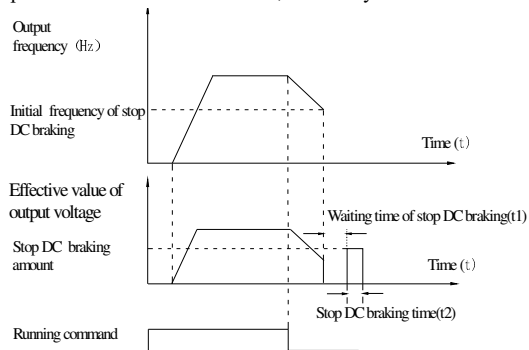 Output
frequency （Hz）
Initial frequency of stop
DC braking
Time (t)
Effective value of
output voltage
Waiting time of stop DC braking(t1)
Stop DC braking
amount
Time (t)
Stop DC braking time(t2)
Running command